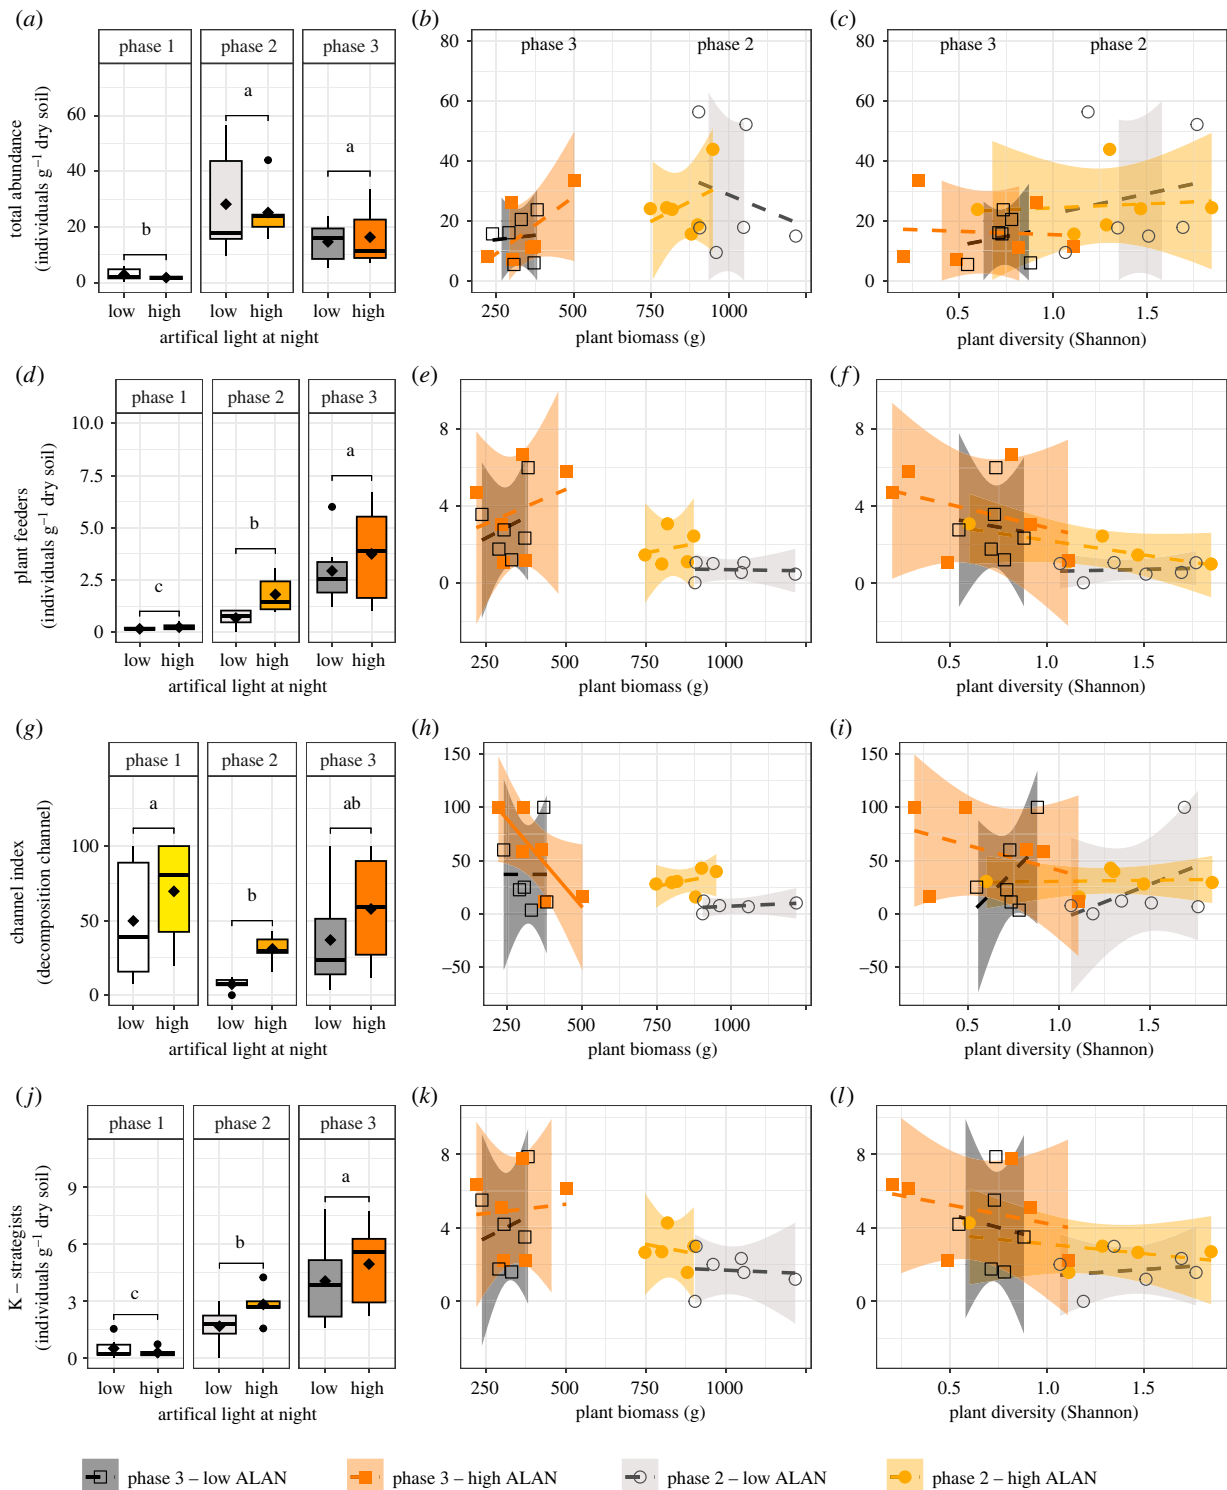 (a) (b) (c)
phase 1 phase 2 phase 3
phase 3 phase 2
phase 3 phase 2
total abundance
(individuals g−1 dry soil)
60
40
20
0
b a a
low high low high low high
artifical light at night
80
60
40
20
0
250 500 750 1000
plant biomass (g)
80
60
40
20
0
0.5 1.0 1.5
plant diversity (Shannon)
(d) (e) (f)
phase 1 phase 2 phase 3
plant feeders
(individuals g−1 dry soil)
10.0
7.5
5.0
2.5
0
c b a
low high low high low high
artifical light at night
8
4
0
250 500 750 1000
plant biomass (g)
8
4
0
0.5 1.0 1.5
plant diversity (Shannon)
(g) (h) (i)
phase 1 phase 2 phase 3
channel index
(decomposition channel)
100
50
0
a b ab
low high low high low high
artifical light at night
150
100
50
0
−50
250 500 750 1000
plant biomass (g)
150
100
50
0
−50
0.5 1.0 1.5
plant diversity (Shannon)
(j) (k) (l)
phase 1 phase 2 phase 3
K – strategists
(individuals g−1 dry soil)
9
6
3
0
c b a
low high low high low high
artifical light at night
8
4
0
250 500 750 1000
plant biomass (g)
8
4
0
0.5 1.0 1.5
plant diversity (Shannon)
phase 3 – low ALAN phase 3 – high ALAN phase 2 – low ALAN phase 2 – high ALAN